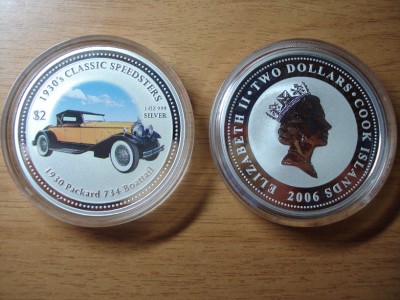 1930's CLASSIC SPEEDSTERS
$2
1 OZ 999
SILVER
1930 Packard 734 Boattail
ELIZABETH II · TWO DOLLARS · COOK ISLANDS
2006